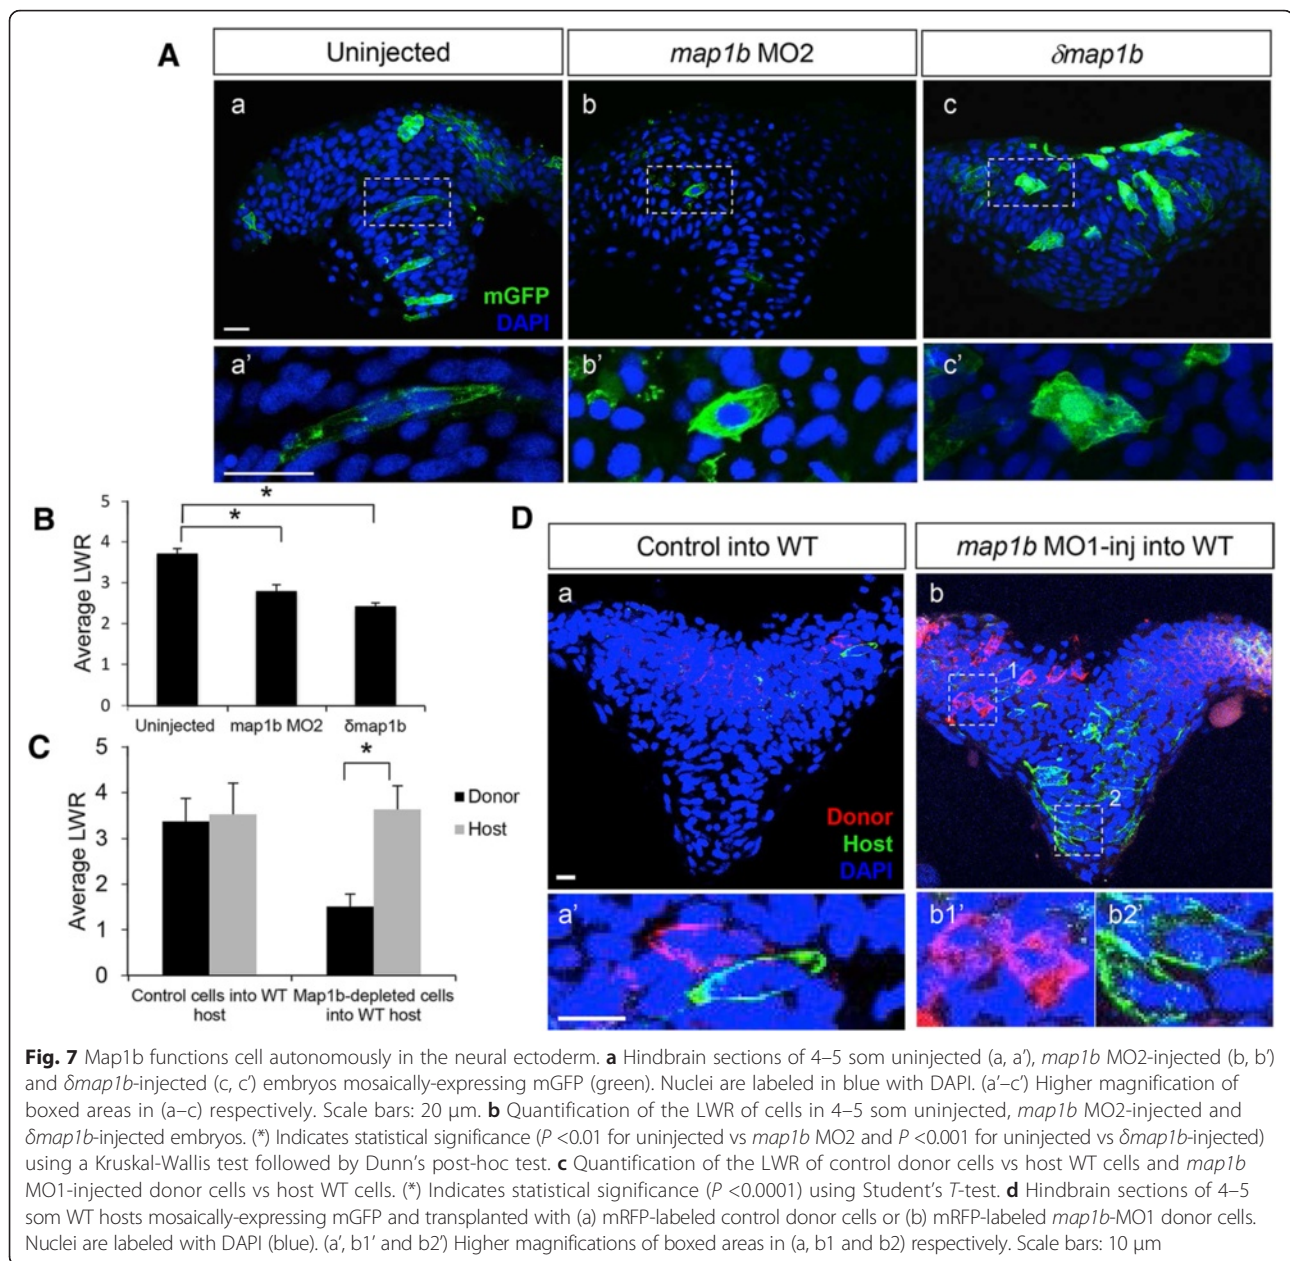 A
Uninjected
map1b MO2
δmap1b
a
b
c
mGFP
DAPI
a'
b'
c'
B
5
4
3
2
1
0
Average LWR
*
*
Uninjected
map1b MO2
δmap1b
C
5
4
3
2
1
0
Average LWR
*
Donor
Host
Control cells into WT host
Map1b-depleted cells into WT host
D
Control into WT
map1b MO1-inj into WT
a
b
1
2
Donor
Host
DAPI
a'
b1'
b2'
Fig. 7 Map1b functions cell autonomously in the neural ectoderm. a Hindbrain sections of 4–5 som uninjected (a, a'), map1b MO2-injected (b, b')
and δmap1b-injected (c, c') embryos mosaically-expressing mGFP (green). Nuclei are labeled in blue with DAPI. (a'–c') Higher magnification of
boxed areas in (a–c) respectively. Scale bars: 20 μm. b Quantification of the LWR of cells in 4–5 som uninjected, map1b MO2-injected and
δmap1b-injected embryos. (*) Indicates statistical significance (P <0.01 for uninjected vs map1b MO2 and P <0.001 for uninjected vs δmap1b-injected)
using a Kruskal-Wallis test followed by Dunn's post-hoc test. c Quantification of the LWR of control donor cells vs host WT cells and map1b
MO1-injected donor cells vs host WT cells. (*) Indicates statistical significance (P <0.0001) using Student's T-test. d Hindbrain sections of 4–5
som WT hosts mosaically-expressing mGFP and transplanted with (a) mRFP-labeled control donor cells or (b) mRFP-labeled map1b-MO1 donor cells.
Nuclei are labeled with DAPI (blue). (a', b1' and b2') Higher magnifications of boxed areas in (a, b1 and b2) respectively. Scale bars: 10 μm